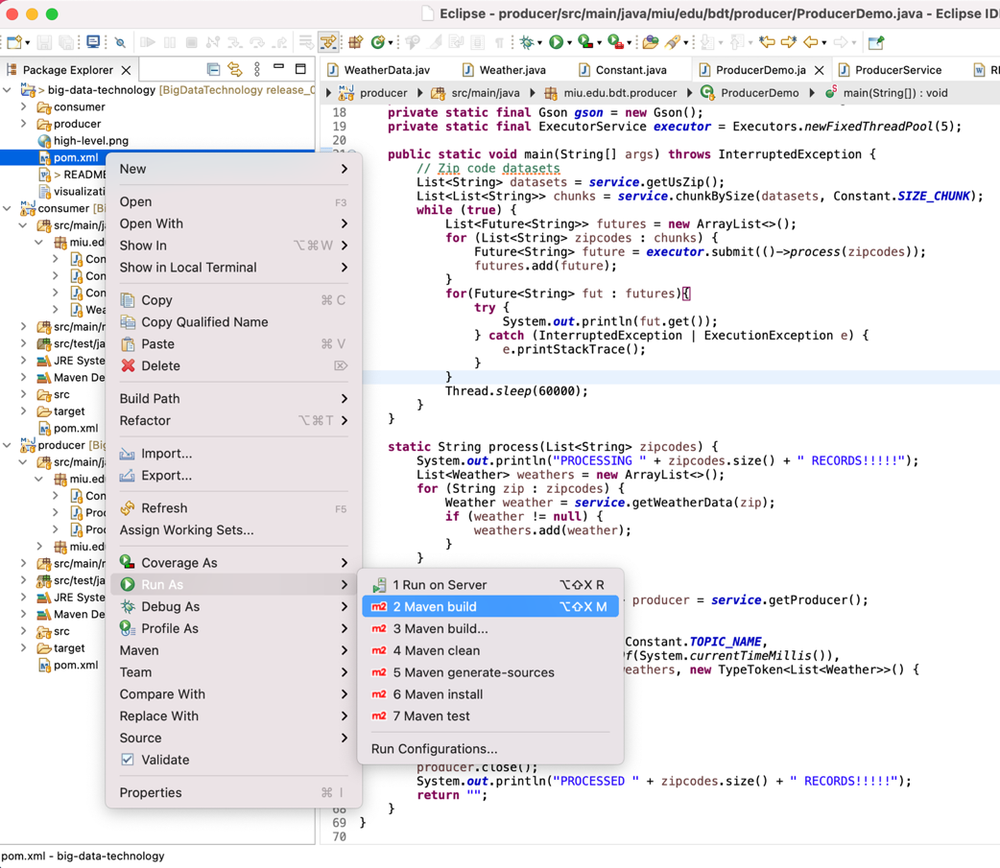 Eclipse - producer/src/main/java/miu/edu/bdt/producer/ProducerDemo.java - Eclipse ID
Package Explorer
WeatherData.jav
Weather.java
Constant.java
ProducerDemo.ja
ProducerService
producer
src/main/java
miu.edu.bdt.producer
ProducerDemo
main(String[]) : void
> big-data-technology [BigDataTechnology release_0
consumer
producer
high-level.png
pom.xml
> README
visualizati
consumer [Bi
src/main/j
miu.edu
Con
Con
Con
Wea
src/main/r
src/test/ja
JRE Syste
Maven De
src
target
pom.xml
producer [Big
src/main/j
miu.edu
Con
Proc
Proc
miu.edu
src/main/r
src/test/ja
JRE Syste
Maven De
src
target
pom.xml
New
Open F3
Open With
Show In ⌥⌘W
Show in Local Terminal
Copy ⌘C
Copy Qualified Name
Paste ⌘V
Delete ⌦
Build Path
Refactor ⌥⌘T
Import...
Export...
Refresh F5
Assign Working Sets...
Coverage As
Run As
Debug As
Profile As
Maven
Team
Compare With
Replace With
Source
Validate
Properties ⌘I
1 Run on Server ⌥⇧X R
2 Maven build ⌥⇧X M
3 Maven build...
4 Maven clean
5 Maven generate-sources
6 Maven install
7 Maven test
Run Configurations...
18 private static final Gson gson = new Gson();
19 private static final ExecutorService executor = Executors.newFixedThreadPool(5);
20
public static void main(String[] args) throws InterruptedException {
// Zip code datasets
List<String> datasets = service.getUsZip();
List<List<String>> chunks = service.chunkBySize(datasets, Constant.SIZE_CHUNK);
while (true) {
List<Future<String>> futures = new ArrayList<>();
for (List<String> zipcodes : chunks) {
Future<String> future = executor.submit(()->process(zipcodes));
futures.add(future);
}
for(Future<String> fut : futures){
try {
System.out.println(fut.get());
} catch (InterruptedException | ExecutionException e) {
e.printStackTrace();
}
}
Thread.sleep(60000);
}
}
static String process(List<String> zipcodes) {
System.out.println("PROCESSING " + zipcodes.size() + " RECORDS!!!!!");
List<Weather> weathers = new ArrayList<>();
for (String zip : zipcodes) {
Weather weather = service.getWeatherData(zip);
if (weather != null) {
weathers.add(weather);
}
}
producer = service.getProducer();
Constant.TOPIC_NAME,
f(System.currentTimeMillis()),
weathers, new TypeToken<List<Weather>>() {
producer.close();
System.out.println("PROCESSED " + zipcodes.size() + " RECORDS!!!!!");
return "";
68 }
69 }
70
pom.xml - big-data-technology